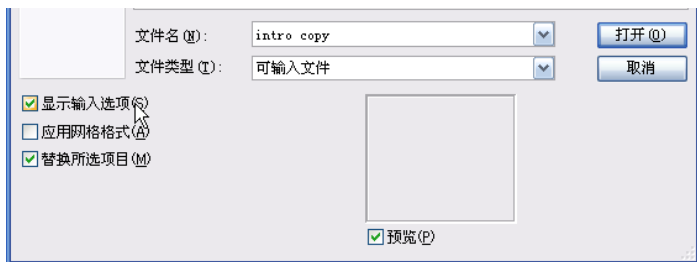 文件名(N): intro copy 打开(O)
文件类型(T): 可输入文件 取消
显示输入选项(S)
应用网格格式(A)
替换所选项目(M)
预览(P)